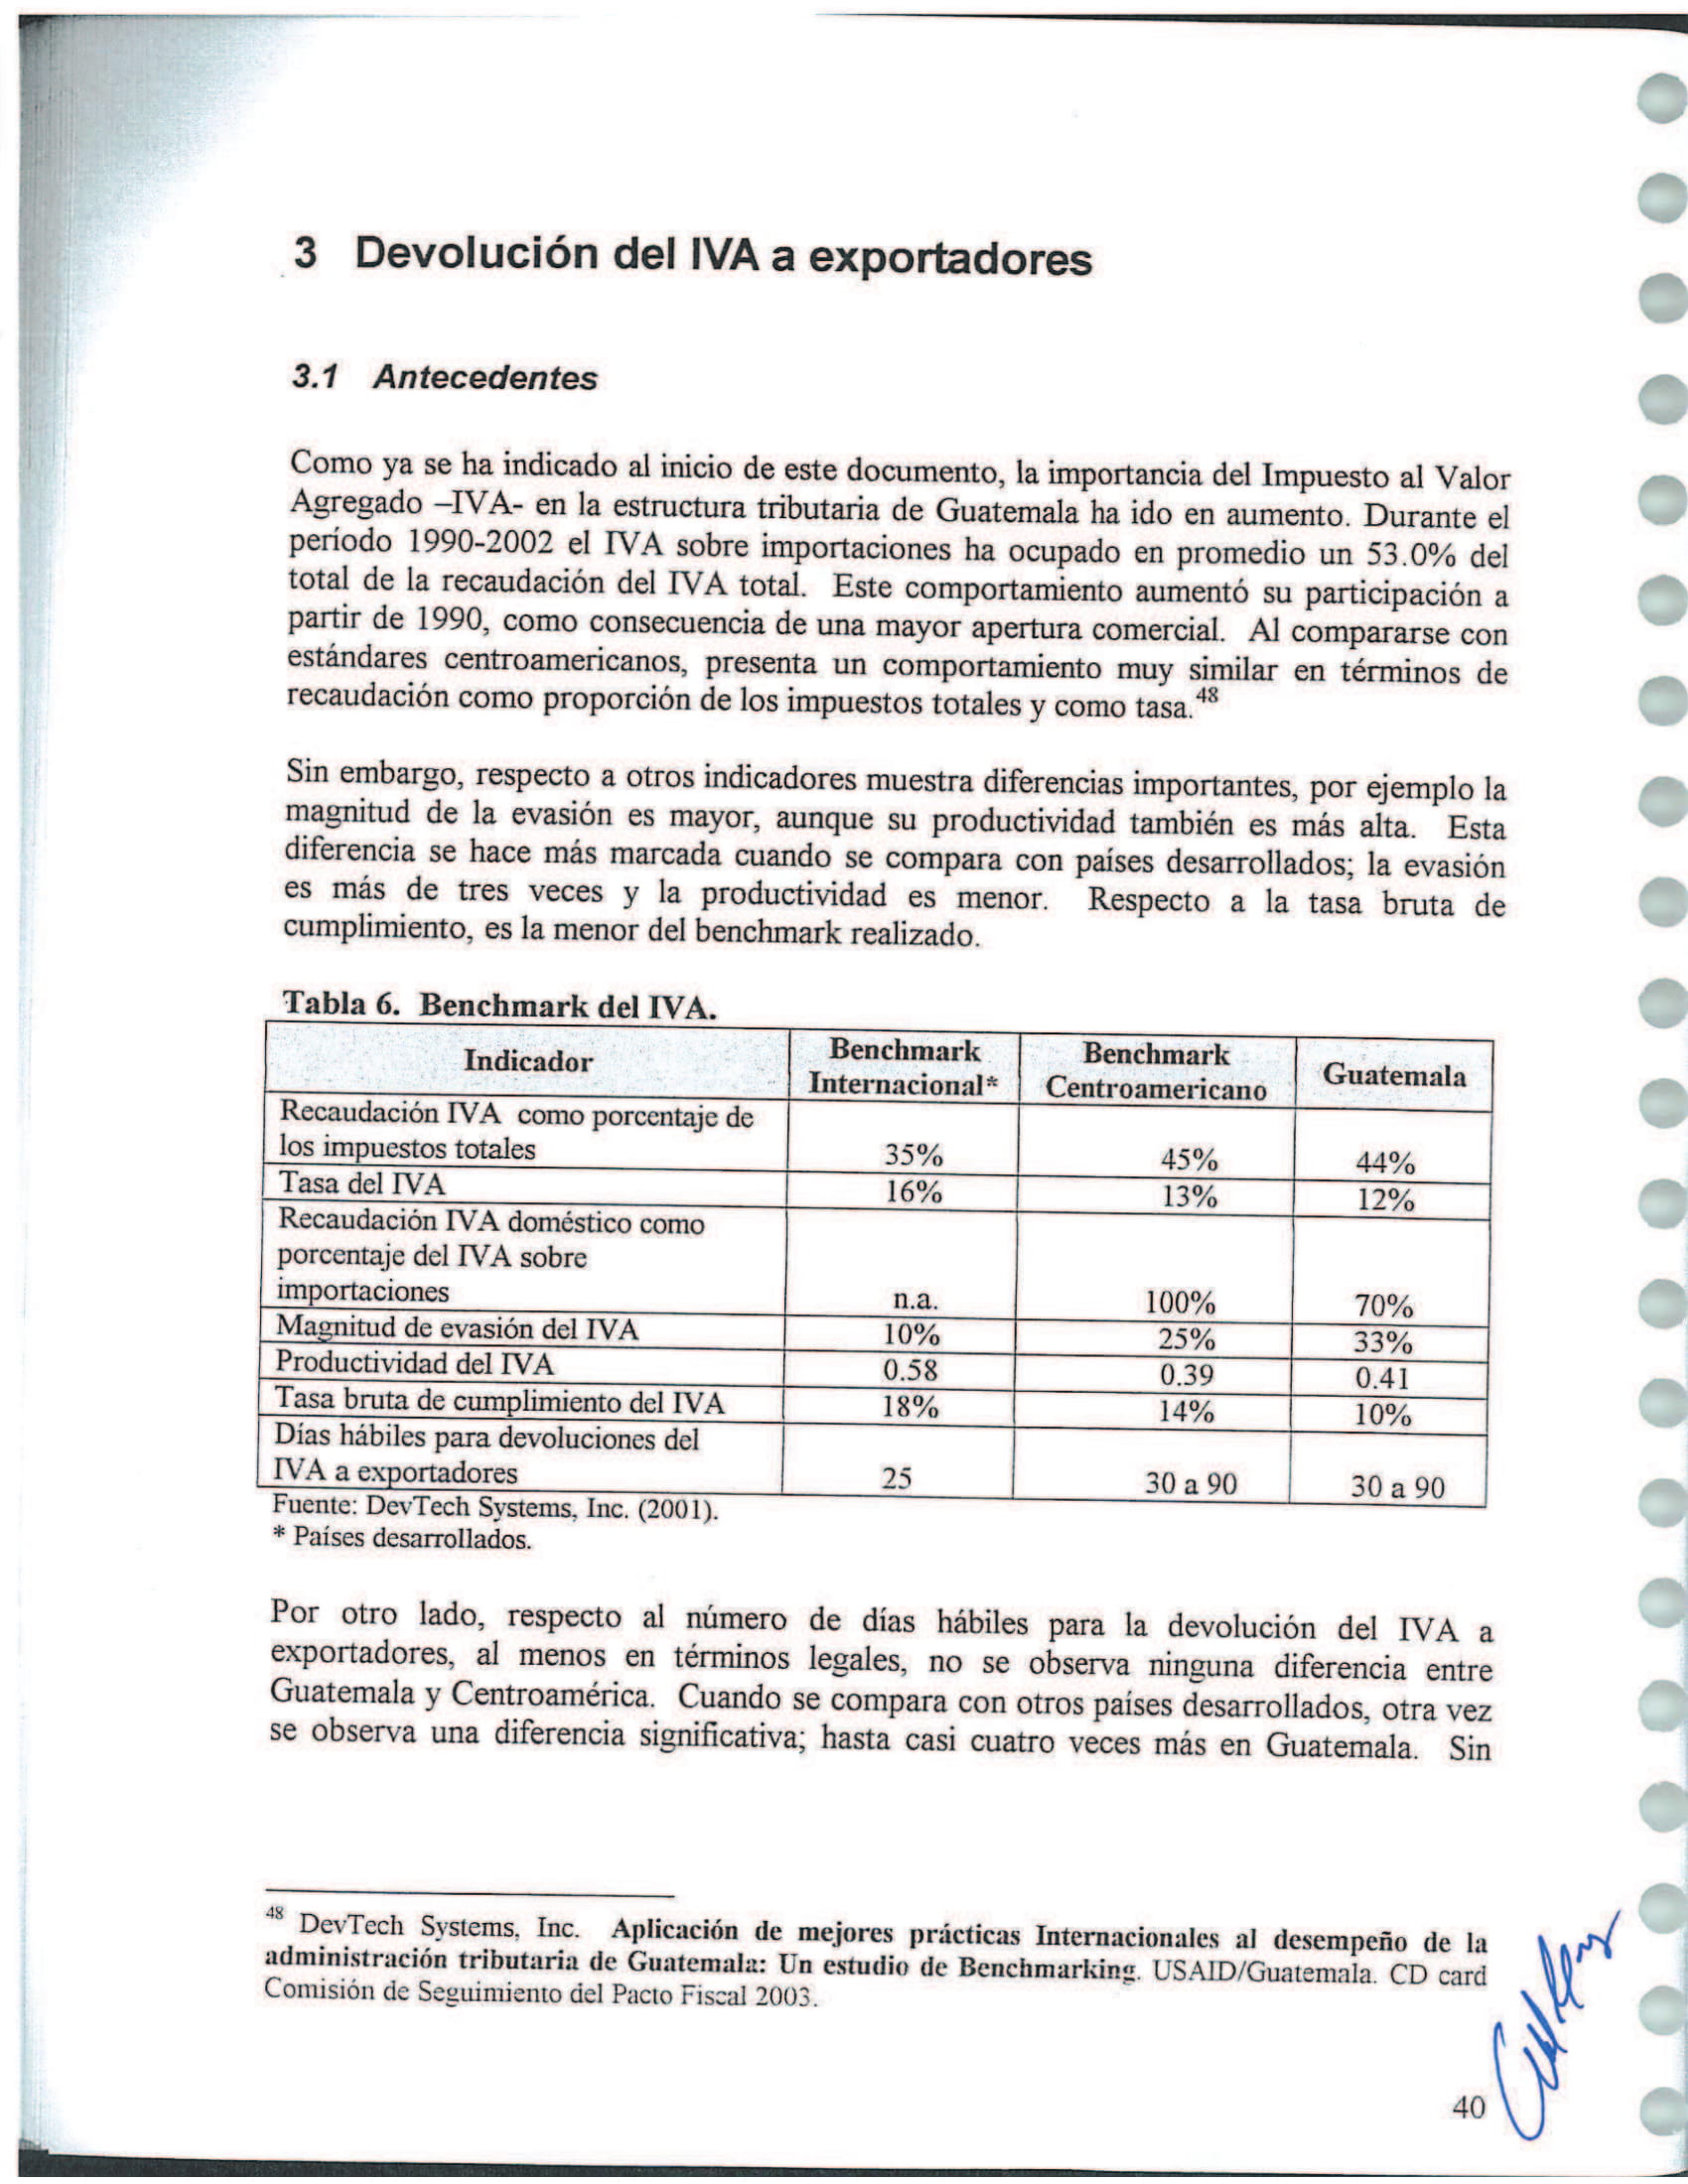 3 Devolución del IVA a exportadores
3.1 Antecedentes
Como ya se ha indicado al inicio de este documento, la importancia del Impuesto al Valor
Agregado –IVA- en la estructura tributaria de Guatemala ha ido en aumento. Durante el
período 1990-2002 el IVA sobre importaciones ha ocupado en promedio un 53.0% del
total de la recaudación del IVA total. Este comportamiento aumentó su participación a
partir de 1990, como consecuencia de una mayor apertura comercial. Al compararse con
estándares centroamericanos, presenta un comportamiento muy similar en términos de
recaudación como proporción de los impuestos totales y como tasa.48
Sin embargo, respecto a otros indicadores muestra diferencias importantes, por ejemplo la
magnitud de la evasión es mayor, aunque su productividad también es más alta. Esta
diferencia se hace más marcada cuando se compara con países desarrollados; la evasión
es más de tres veces y la productividad es menor. Respecto a la tasa bruta de
cumplimiento, es la menor del benchmark realizado.
Tabla 6. Benchmark del IVA.
Indicador Benchmark Internacional* Benchmark Centroamericano Guatemala
Recaudación IVA como porcentaje de
los impuestos totales 35% 45% 44%
Tasa del IVA 16% 13% 12%
Recaudación IVA doméstico como
porcentaje del IVA sobre
importaciones n.a. 100% 70%
Magnitud de evasión del IVA 10% 25% 33%
Productividad del IVA 0.58 0.39 0.41
Tasa bruta de cumplimiento del IVA 18% 14% 10%
Días hábiles para devoluciones del
IVA a exportadores 25 30 a 90 30 a 90
Fuente: DevTech Systems, Inc. (2001).
* Países desarrollados.
Por otro lado, respecto al número de días hábiles para la devolución del IVA a
exportadores, al menos en términos legales, no se observa ninguna diferencia entre
Guatemala y Centroamérica. Cuando se compara con otros países desarrollados, otra vez
se observa una diferencia significativa; hasta casi cuatro veces más en Guatemala. Sin
48 DevTech Systems, Inc. Aplicación de mejores prácticas Internacionales al desempeño de la
administración tributaria de Guatemala: Un estudio de Benchmarking. USAID/Guatemala. CD card
Comisión de Seguimiento del Pacto Fiscal 2003.
40